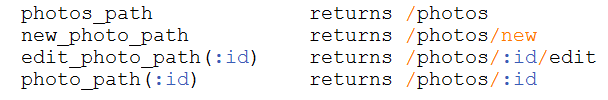 photos_path returns /photos
new_photo_path returns /photos/new
edit_photo_path(:id) returns /photos/:id/edit
photo_path(:id) returns /photos/:id